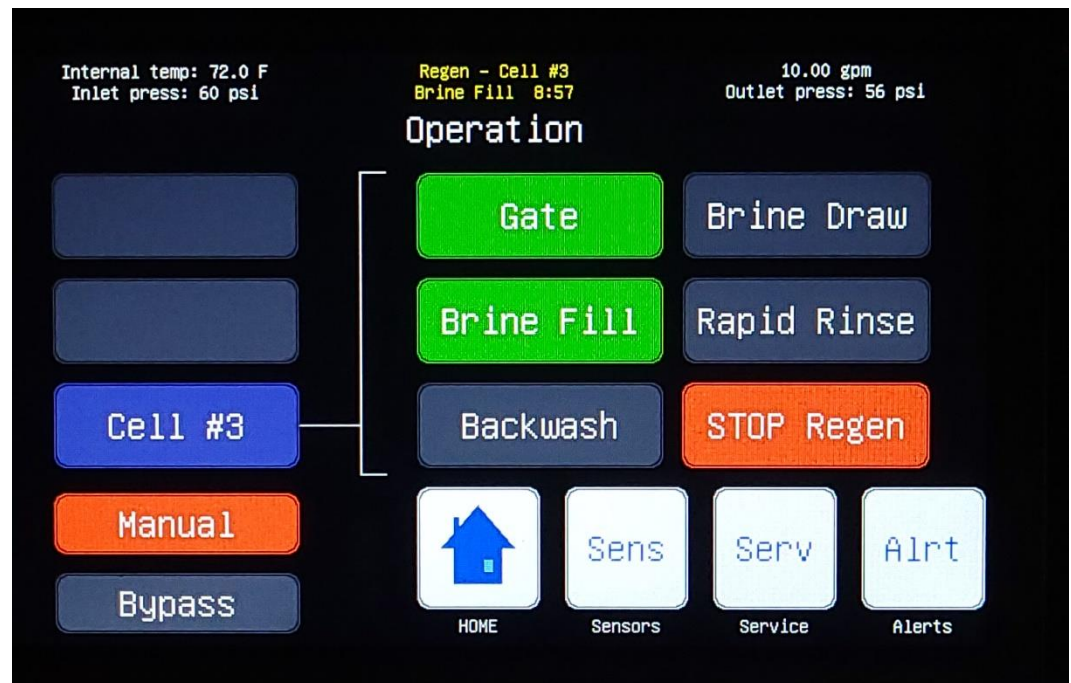 Internal temp: 72.0 F
Inlet press: 60 psi
Regen - Cell #3
Brine Fill 8:57
10.00 gpm
Outlet press: 56 psi
Operation
Gate
Brine Draw
Brine Fill
Rapid Rinse
Cell #3
Backwash
STOP Regen
Manual
Bypass
Sens
Serv
Alrt
HOME
Sensors
Service
Alerts